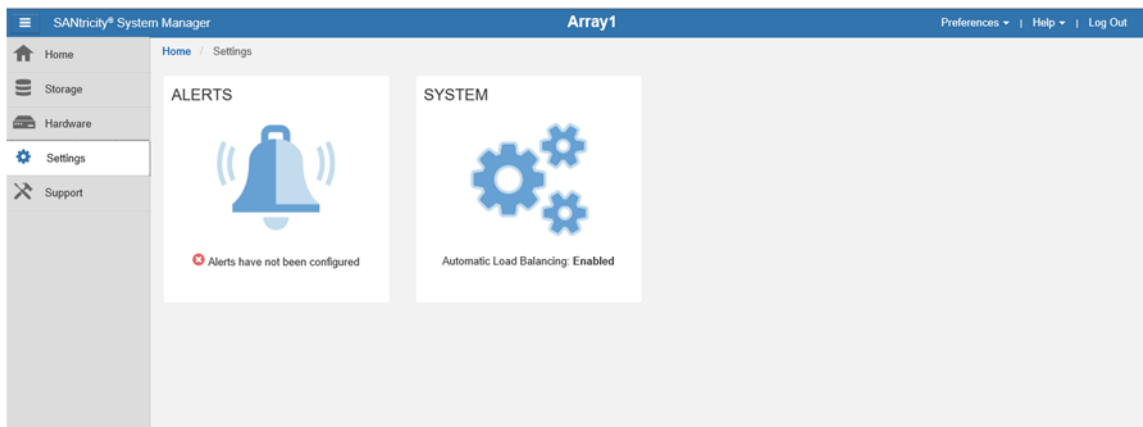 SANtricity® System Manager
Array1
Preferences | Help | Log Out
Home
Storage
Hardware
Settings
Support
Home / Settings
ALERTS
Alerts have not been configured
SYSTEM
Automatic Load Balancing: Enabled